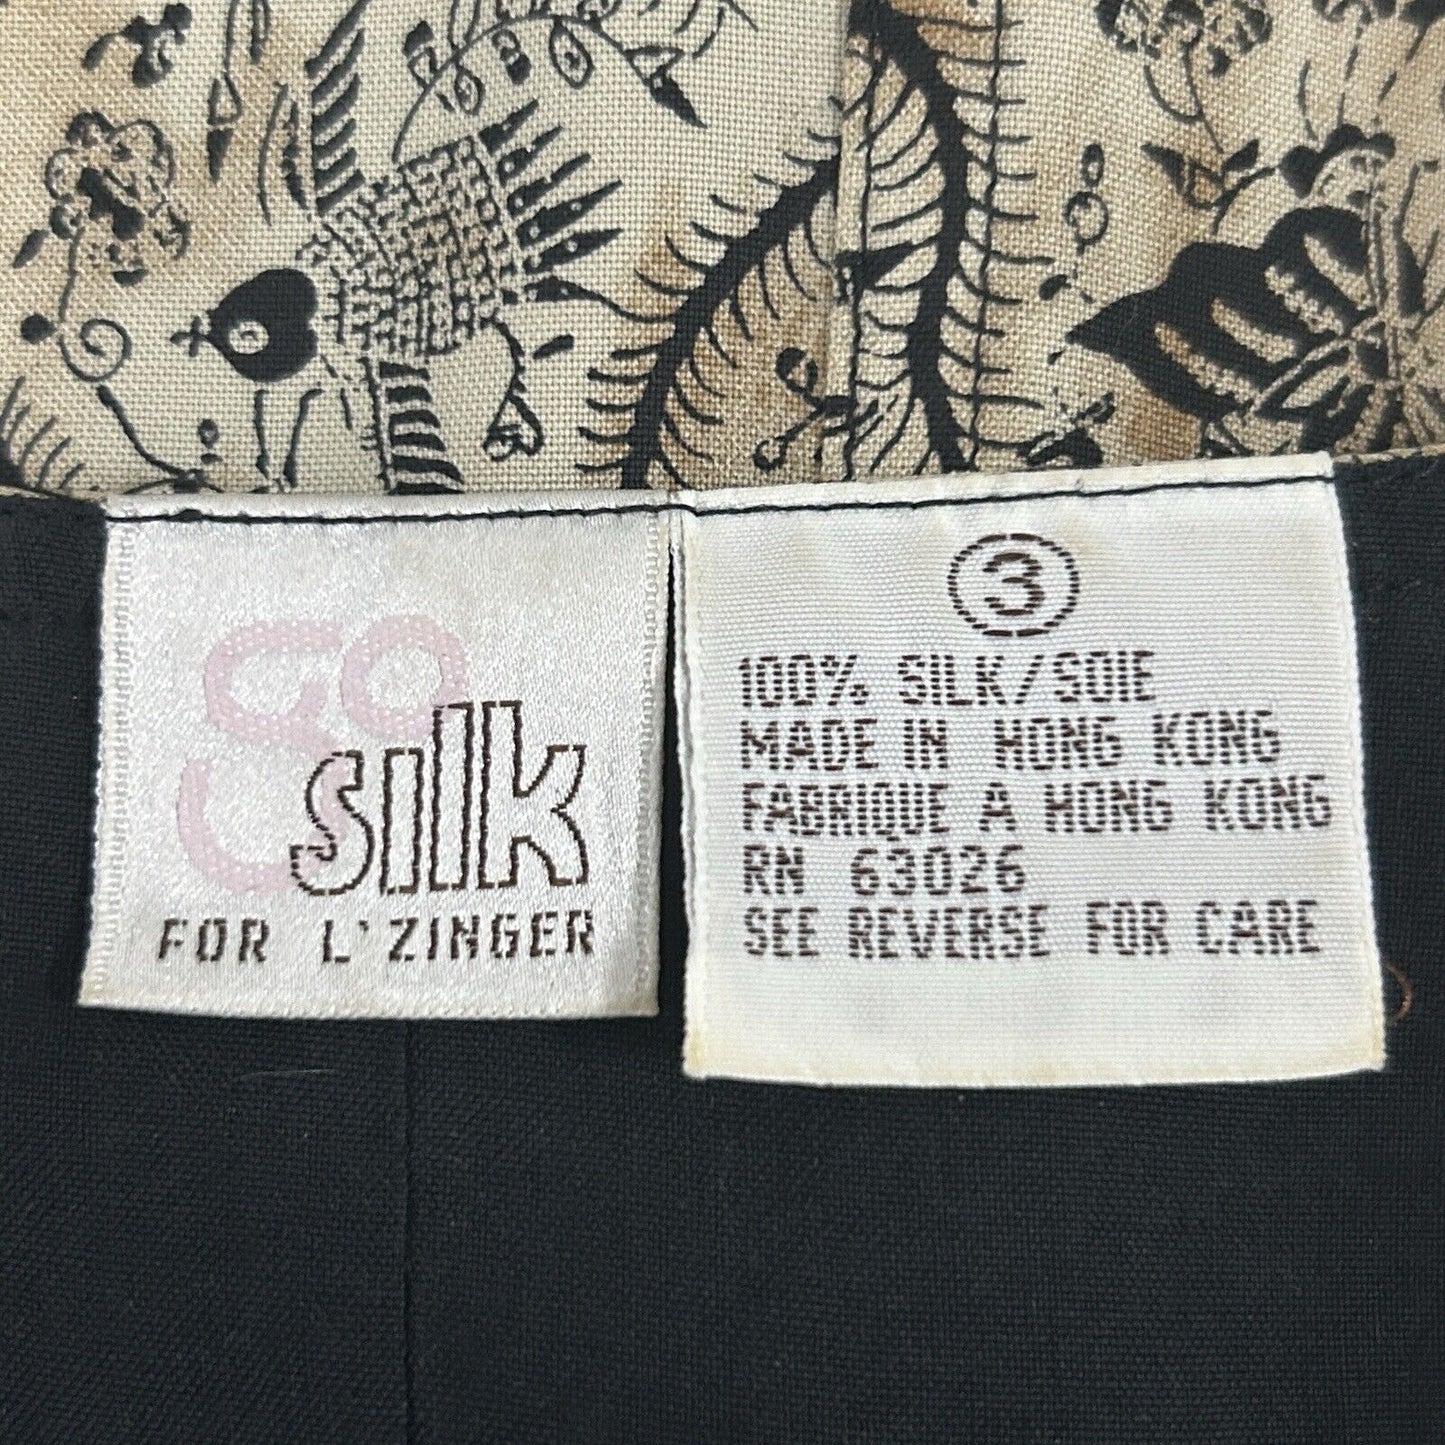 go
silk
FOR L'ZINGER
3
100% SILK/SOIE
MADE IN HONG KONG
FABRIQUE A HONG KONG
RN 63026
SEE REVERSE FOR CARE